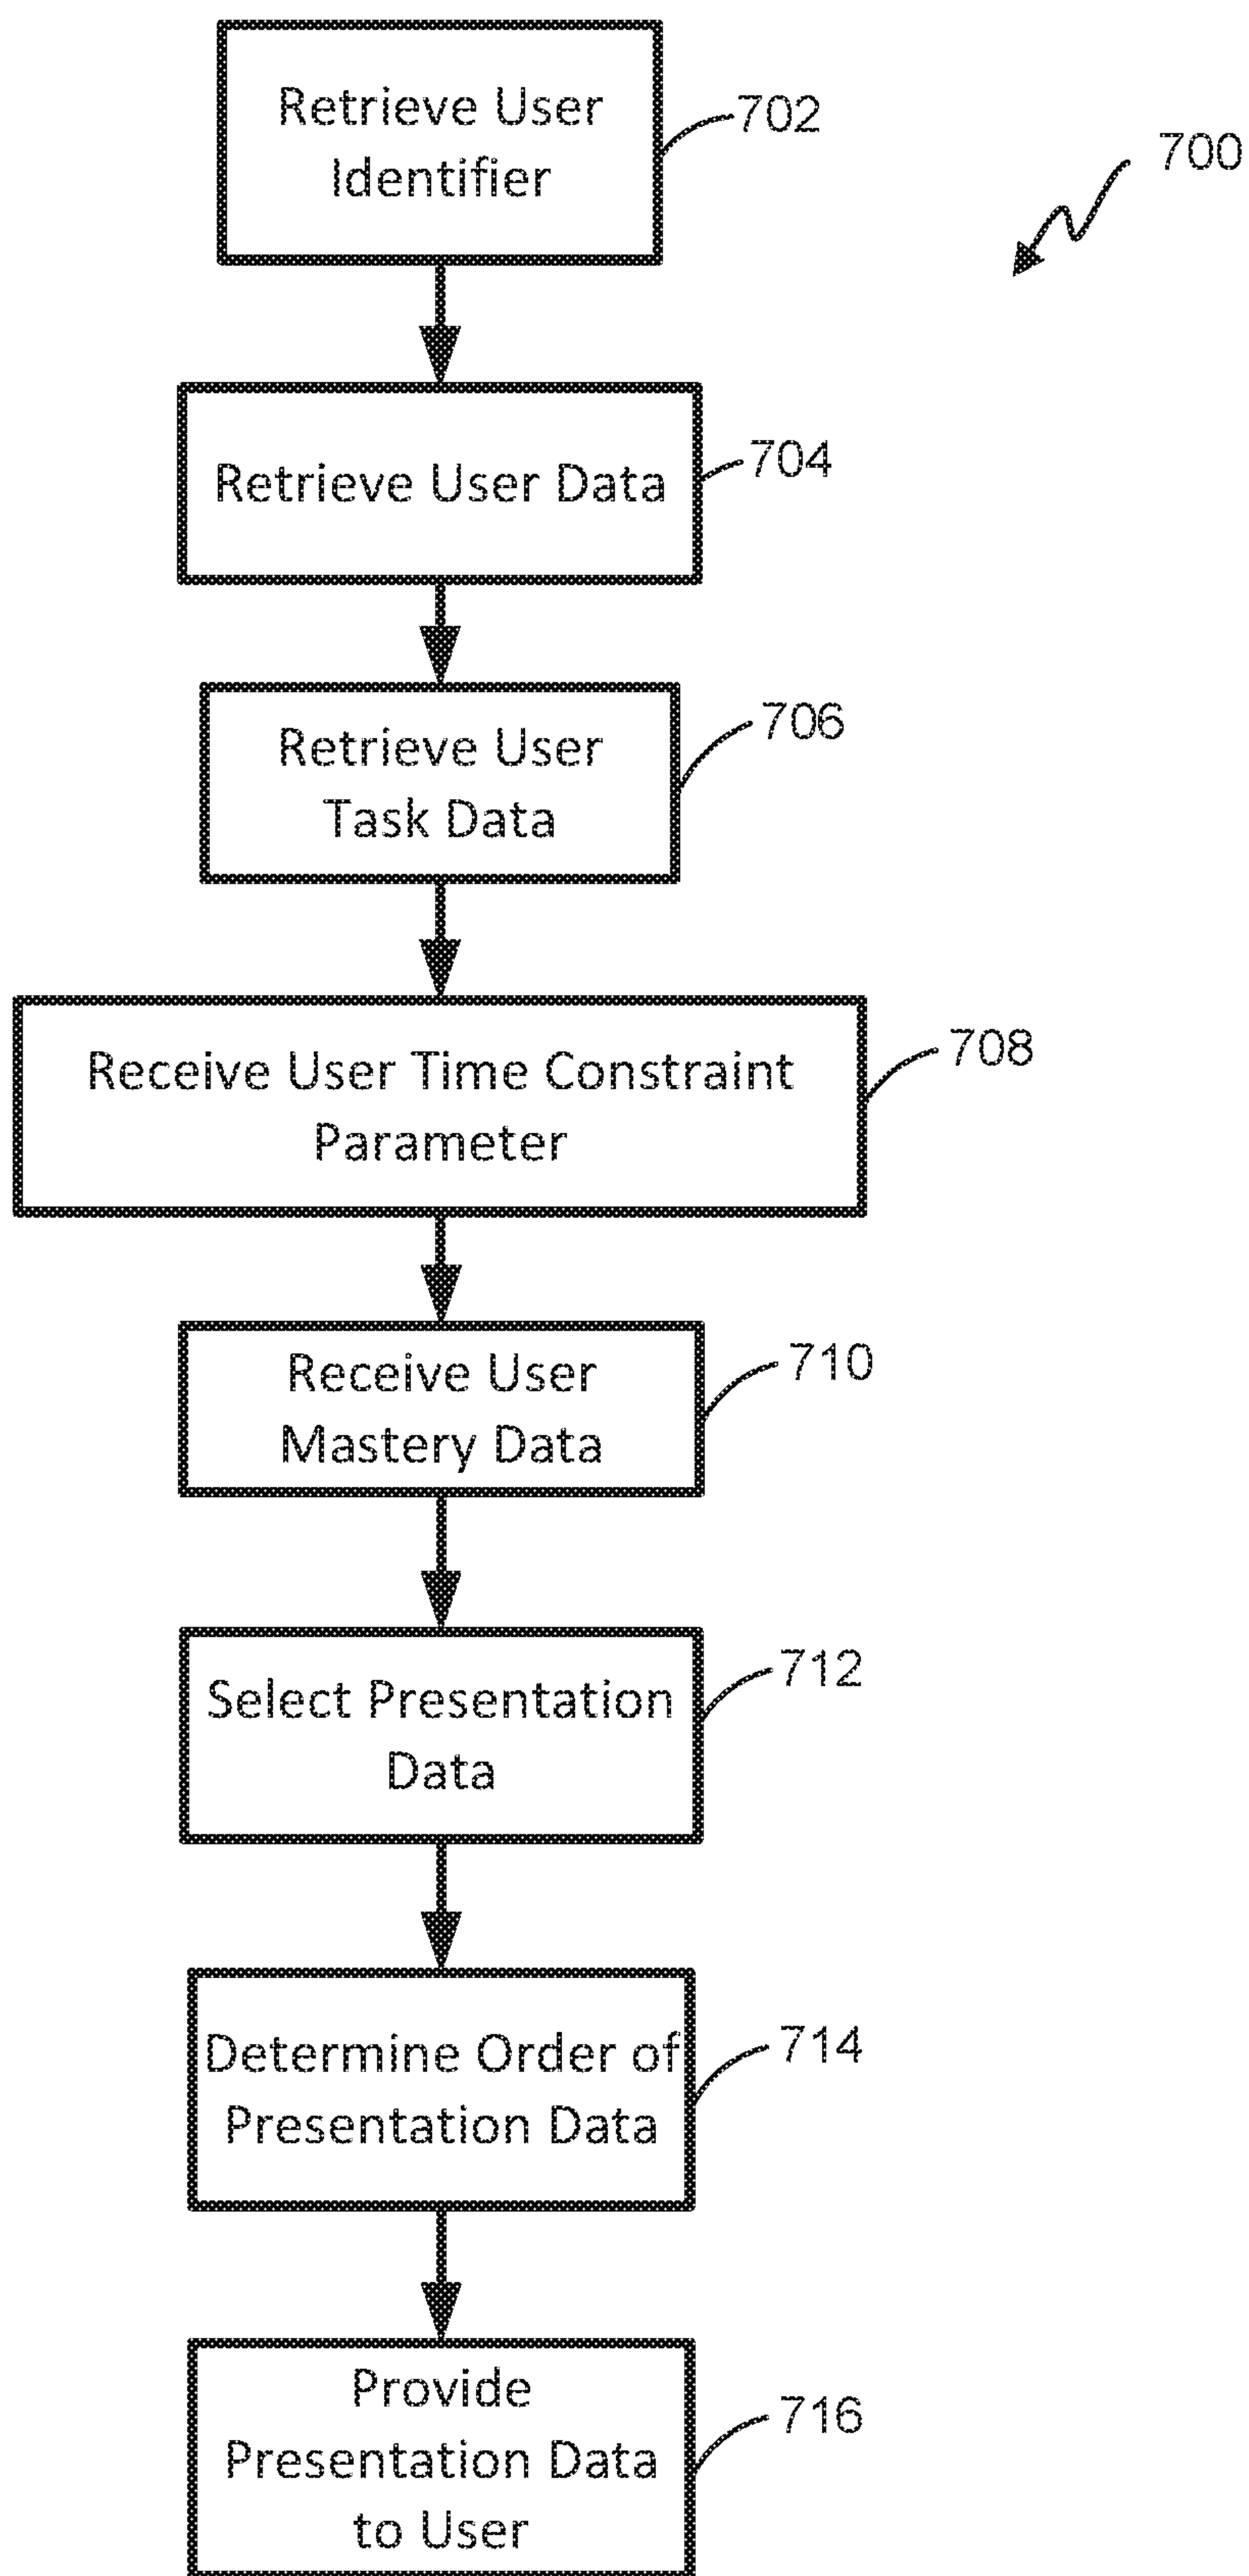 Retrieve User
Identifier
702
700
Retrieve User Data
704
Retrieve User
Task Data
706
Receive User Time Constraint
Parameter
708
Receive User
Mastery Data
710
Select Presentation
Data
712
Determine Order of
Presentation Data
714
Provide
Presentation Data
to User
716